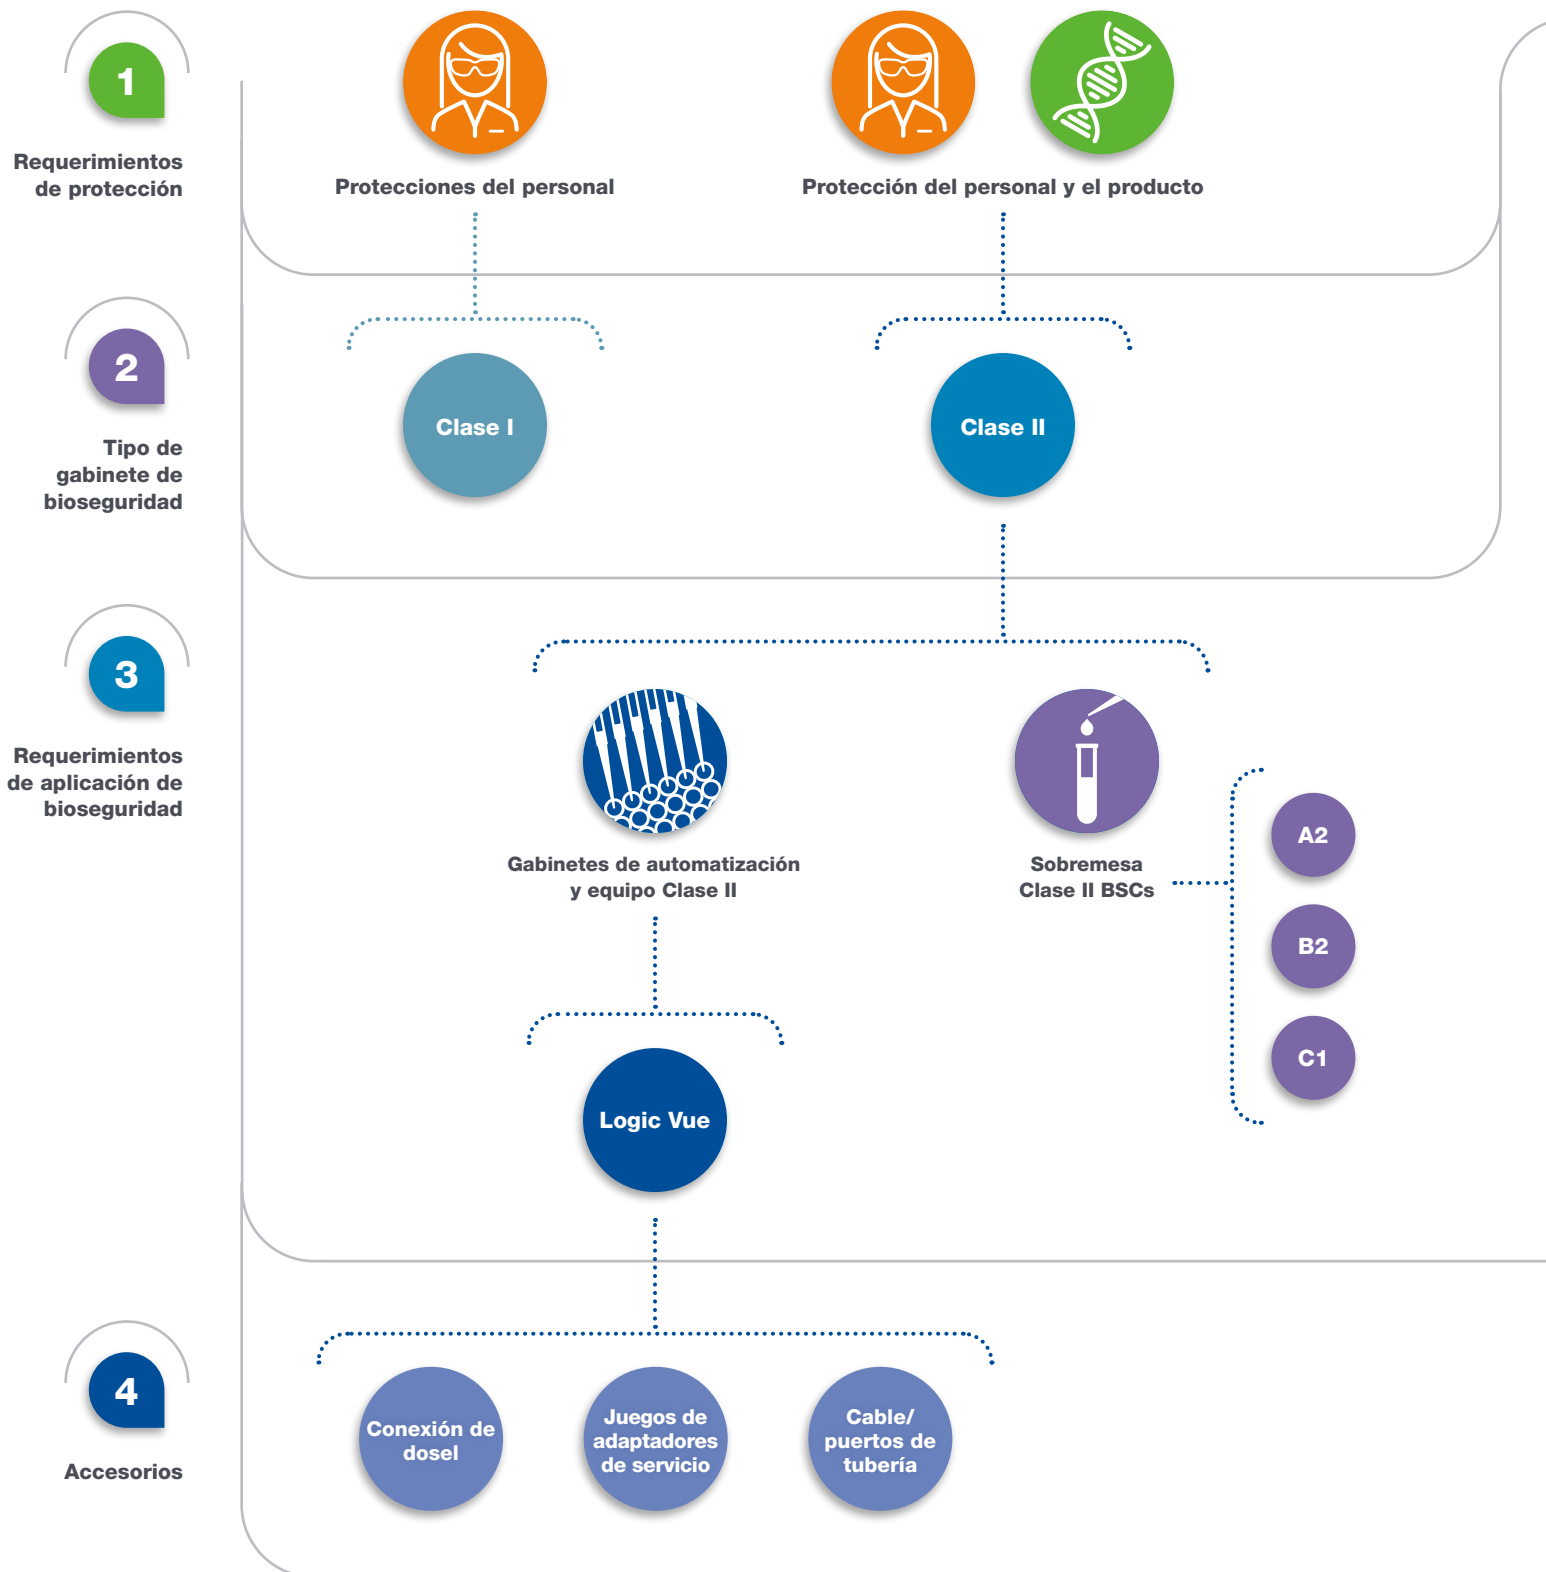 1
Requerimientos
de protección
Protecciones del personal
Protección del personal y el producto
2
Tipo de
gabinete de
bioseguridad
Clase I
Clase II
3
Requerimientos
de aplicación de
bioseguridad
Gabinetes de automatización
y equipo Clase II
Sobremesa
Clase II BSCs
A2
B2
C1
Logic Vue
4
Accesorios
Conexión de
dosel
Juegos de
adaptadores
de servicio
Cable/
puertos de
tubería